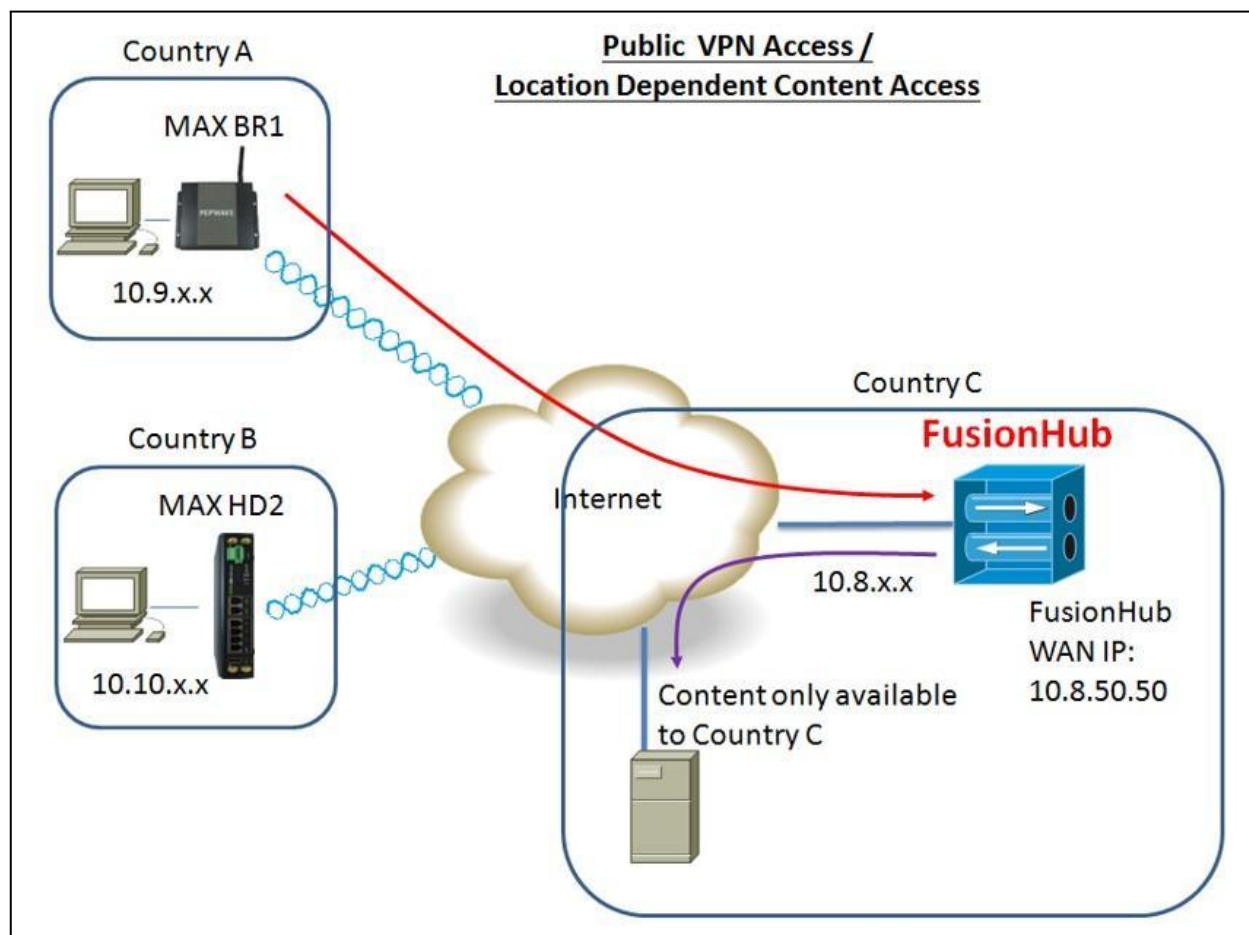 Public VPN Access /
Location Dependent Content Access
Country A
MAX BR1
PEPWAVE
10.9.x.x
Country B
MAX HD2
10.10.x.x
Internet
Country C
FusionHub
10.8.x.x
FusionHub
WAN IP:
10.8.50.50
Content only available
to Country C